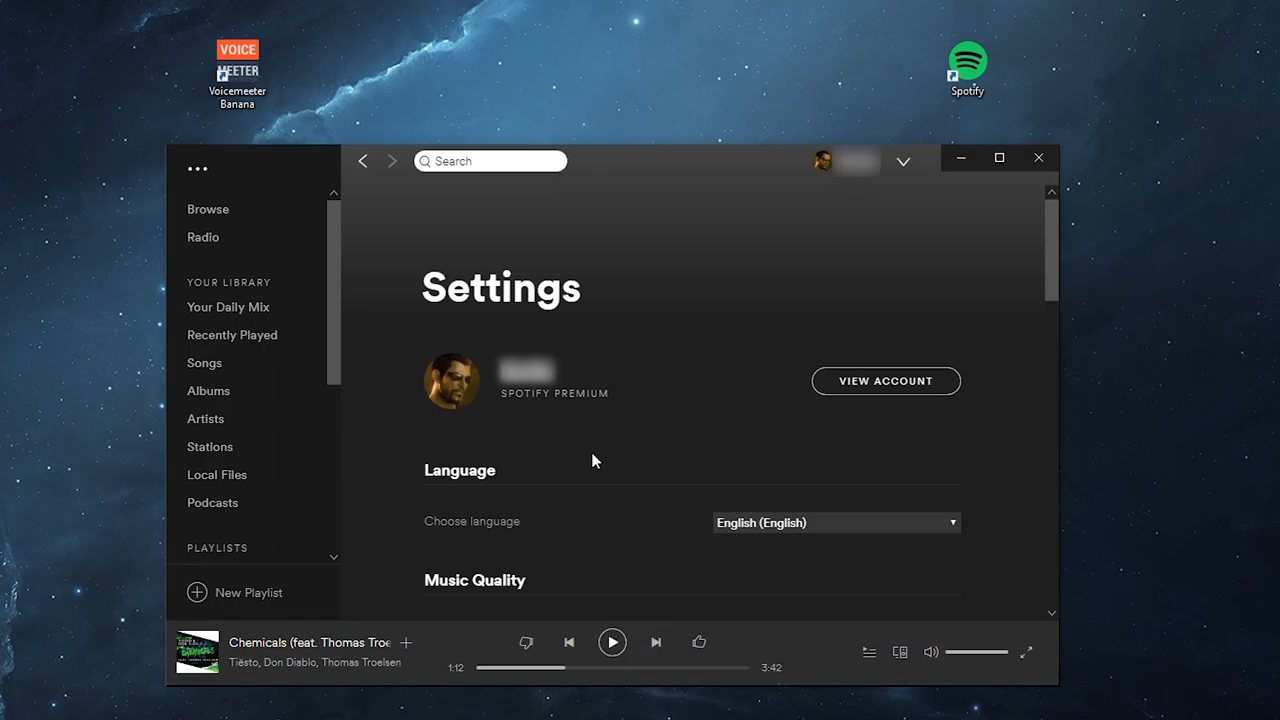 VOICE
MEETER
Voicemeeter
Banana
Spotify
Search
Browse
Radio
YOUR LIBRARY
Your Daily Mix
Recently Played
Songs
Albums
Artists
Stations
Local Files
Podcasts
PLAYLISTS
New Playlist
Settings
SPOTIFY PREMIUM
VIEW ACCOUNT
Language
Choose language
English (English)
Music Quality
Chemicals (feat. Thomas Troe
Tiësto, Don Diablo, Thomas Troelsen
1:12
3:42